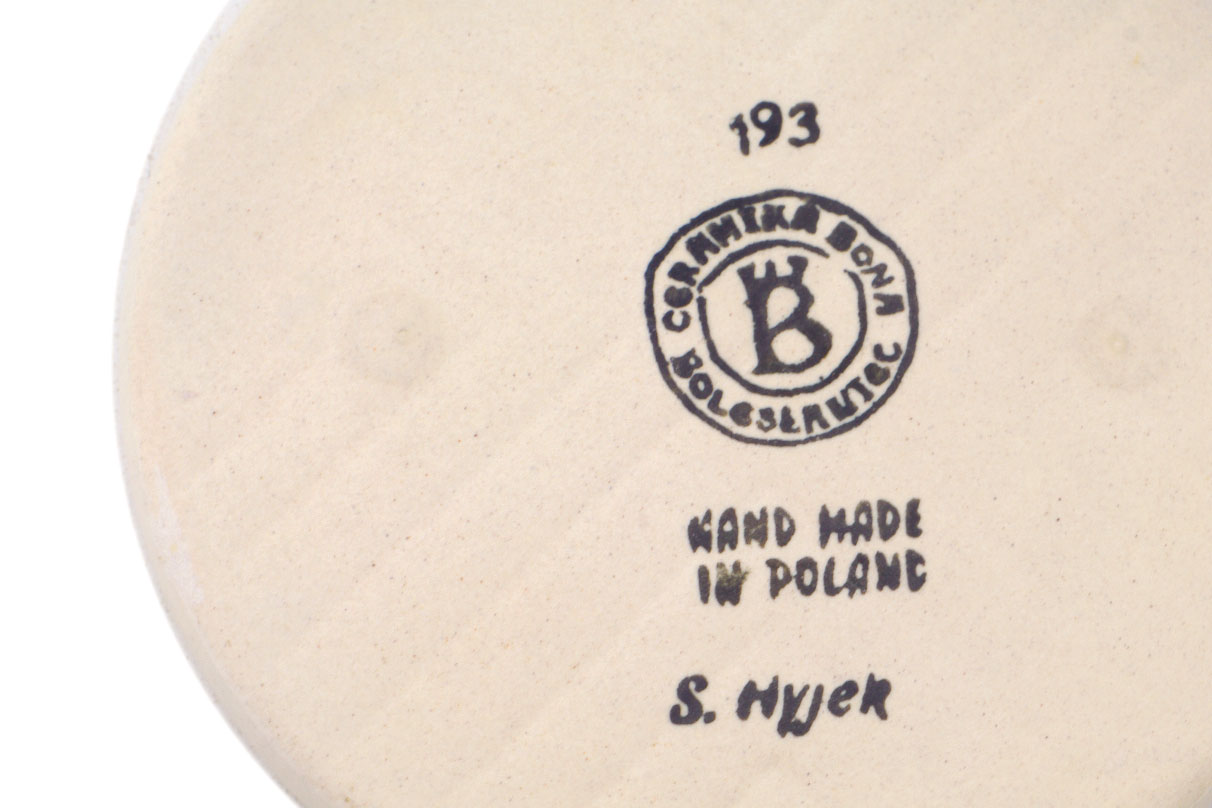 193
CERAMIKA BONA
B
BOLESŁAWIEC
HAND MADE
IN POLAND
S. Hyjek